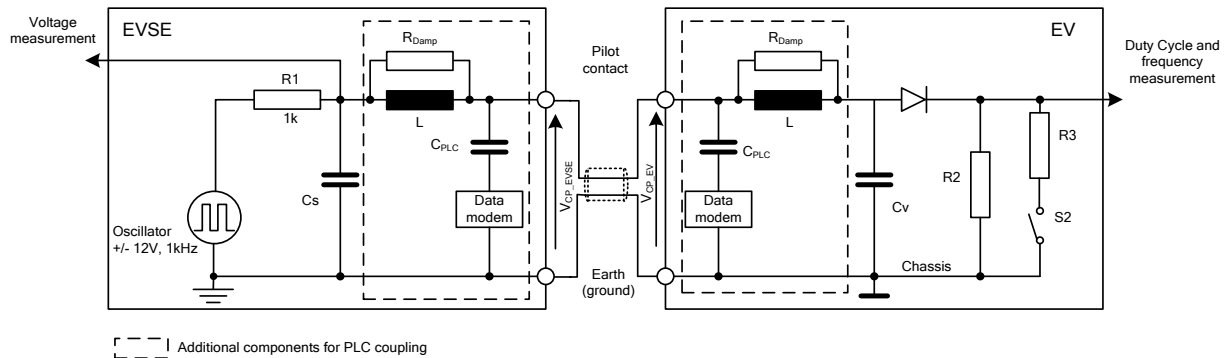 Voltage
measurement
EVSE
R1
1k
RDamp
L
CPLC
Cs
Data
modem
Oscillator
+/- 12V, 1kHz
Pilot
contact
VCP_EVSE
VCP_EV
Earth
(ground)
EV
RDamp
L
CPLC
Data
modem
Cv
R2
R3
S2
Chassis
Duty Cycle and
frequency
measurement
Additional components for PLC coupling